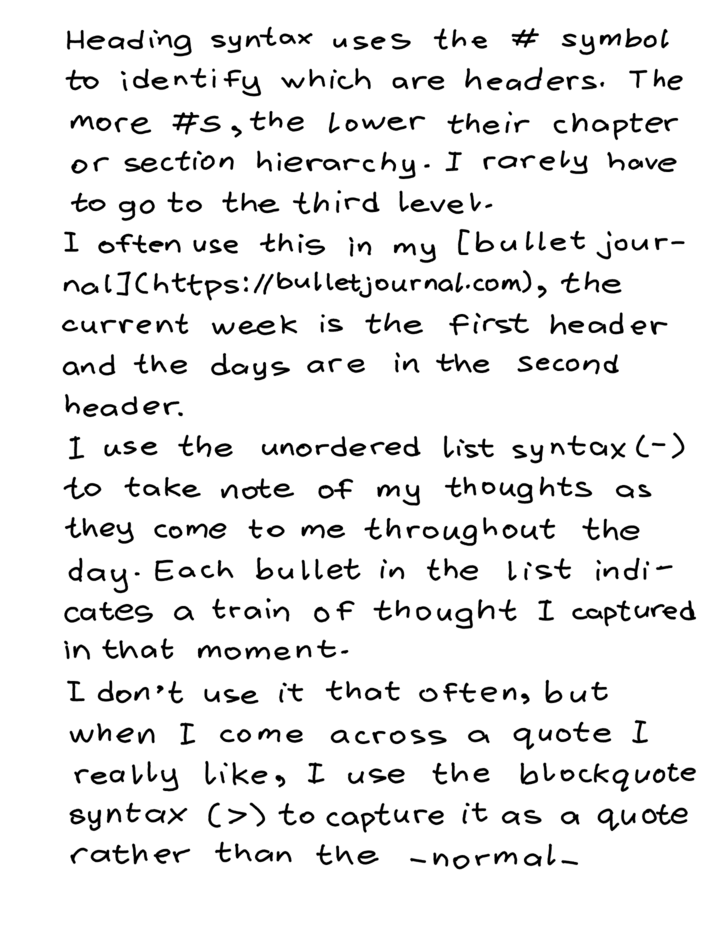 Heading syntax uses the # symbol
to identify which are headers. The
more #s, the lower their chapter
or section hierarchy. I rarely have
to go to the third level.
I often use this in my [bullet jour-
nal](https://bulletjournal.com), the
current week is the first header
and the days are in the second
header.
I use the unordered list syntax (-)
to take note of my thoughts as
they come to me throughout the
day. Each bullet in the list indi-
cates a train of thought I captured
in that moment.
I don't use it that often, but
when I come across a quote I
really like, I use the blockquote
syntax (>) to capture it as a quote
rather than the _normal_